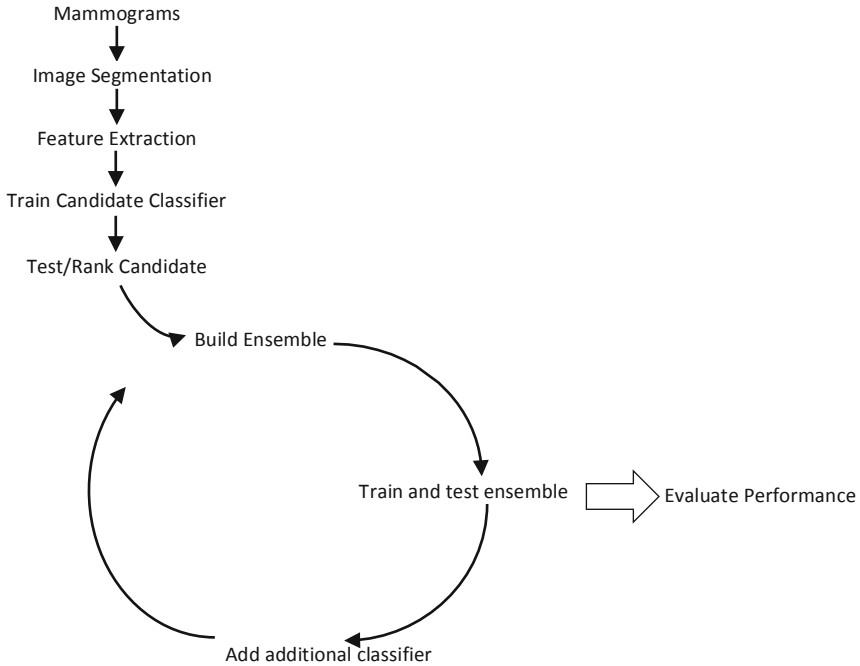 Mammograms
Image Segmentation
Feature Extraction
Train Candidate Classifier
Test/Rank Candidate
Build Ensemble
Train and test ensemble
Evaluate Performance
Add additional classifier